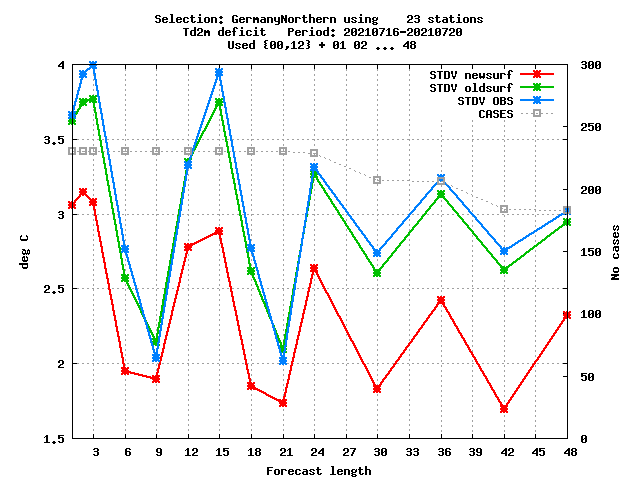 Selection: GermanyNorthern using    23 stations
Td2m deficit   Period: 20210716-20210720
Used {00,12} + 01 02 ... 48
STDV newsurf
STDV oldsurf
STDV OBS
CASES
deg C
4
3.5
3
2.5
2
1.5
300
250
200
150
100
50
0
No cases
3 6 9 12 15 18 21 24 27 30 33 36 39 42 45 48
Forecast length